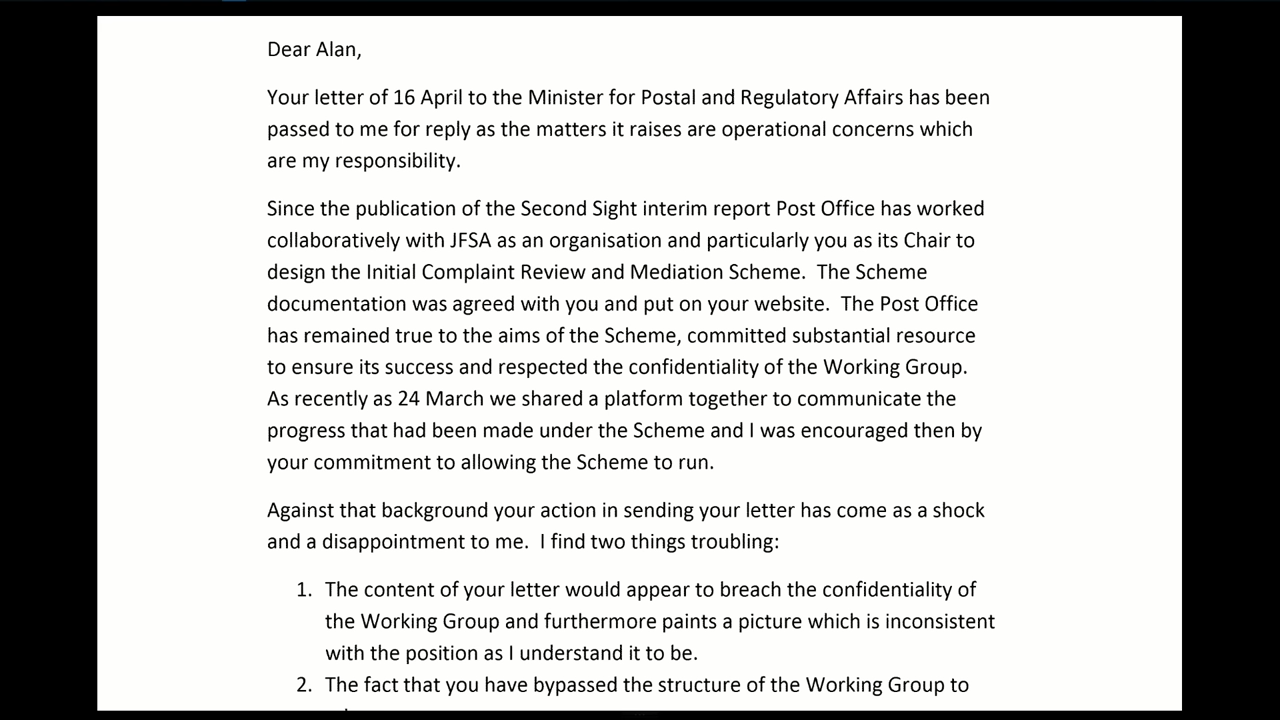 Dear Alan,
Your letter of 16 April to the Minister for Postal and Regulatory Affairs has been
passed to me for reply as the matters it raises are operational concerns which
are my responsibility.
Since the publication of the Second Sight interim report Post Office has worked
collaboratively with JFSA as an organisation and particularly you as its Chair to
design the Initial Complaint Review and Mediation Scheme.  The Scheme
documentation was agreed with you and put on your website.  The Post Office
has remained true to the aims of the Scheme, committed substantial resource
to ensure its success and respected the confidentiality of the Working Group.
As recently as 24 March we shared a platform together to communicate the
progress that had been made under the Scheme and I was encouraged then by
your commitment to allowing the Scheme to run.
Against that background your action in sending your letter has come as a shock
and a disappointment to me.  I find two things troubling:
1. The content of your letter would appear to breach the confidentiality of
the Working Group and furthermore paints a picture which is inconsistent
with the position as I understand it to be.
2. The fact that you have bypassed the structure of the Working Group to